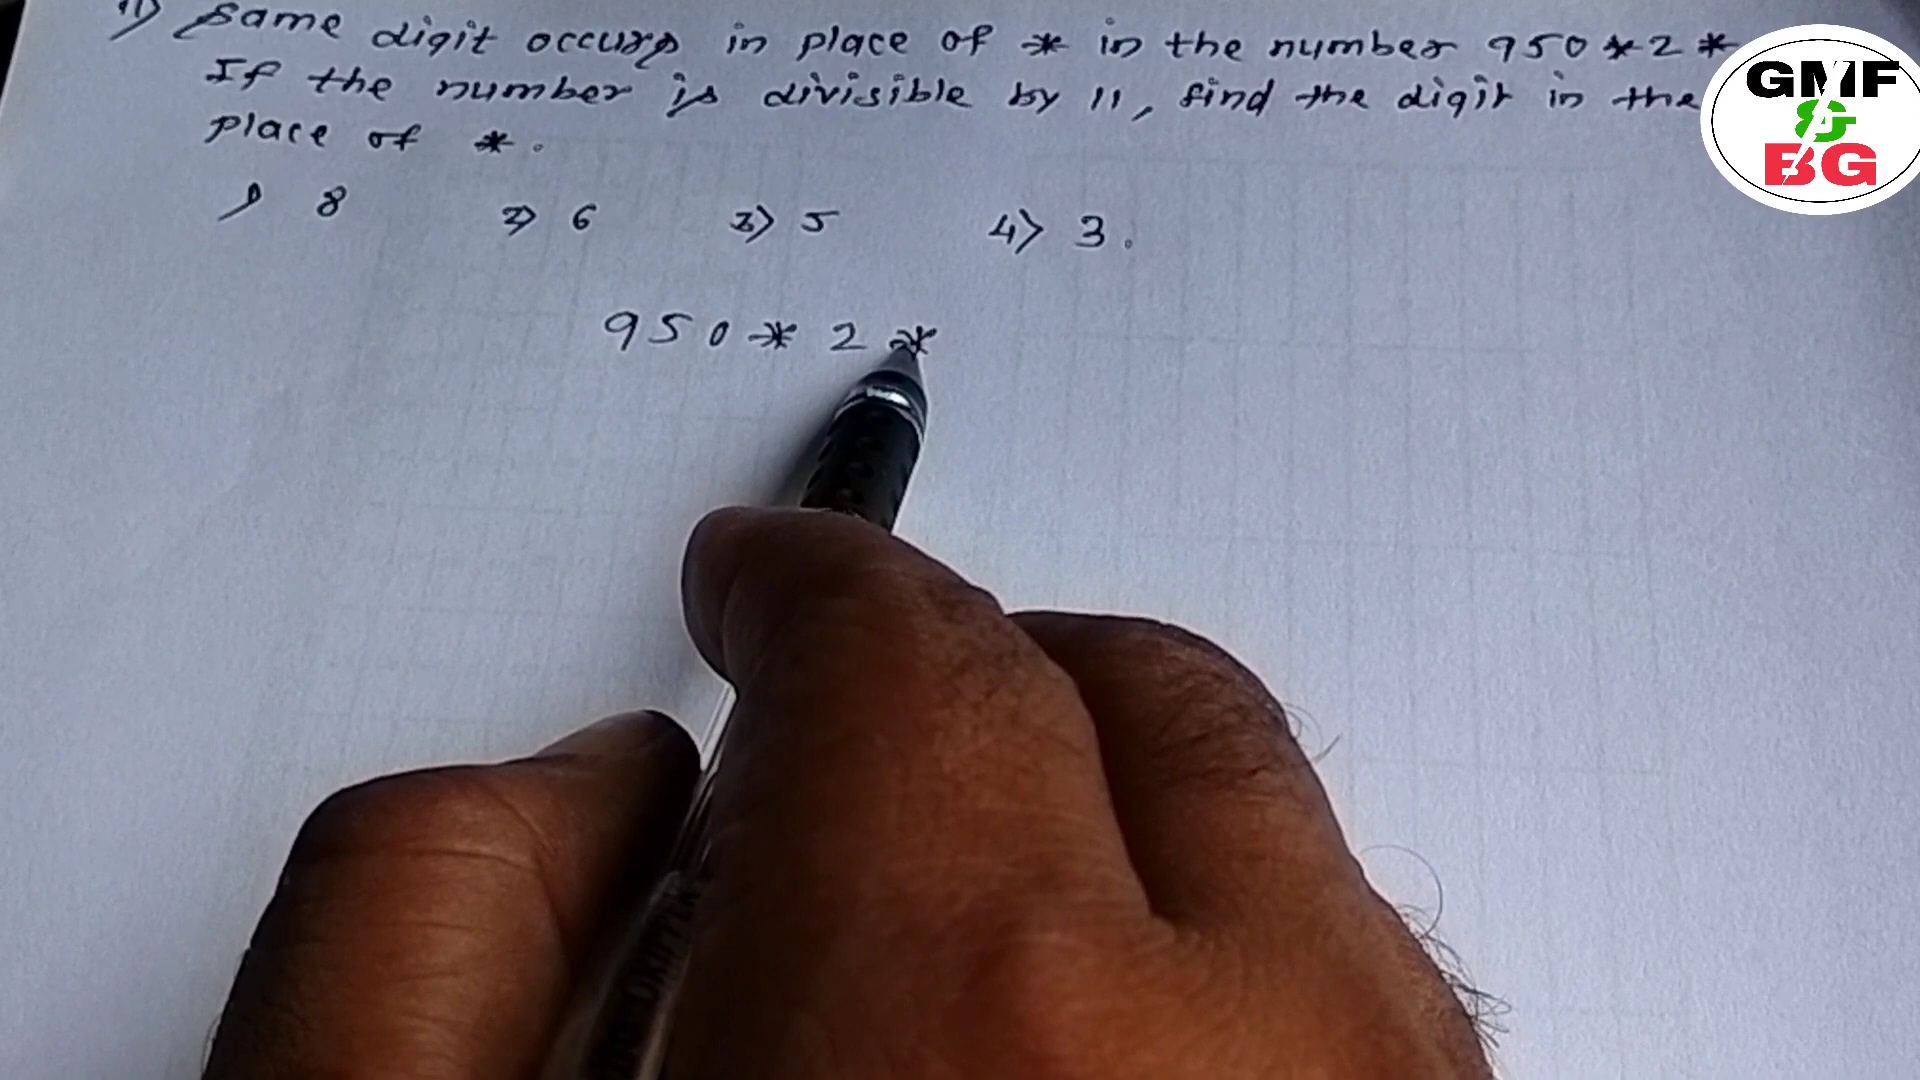 11) Same digit occurs in place of * in the number 950*2*
If the number is divisible by 11, find the digit in the
place of *.
1) 8 2) 6 3) 5 4) 3.
950*2*
GMF
&
BG